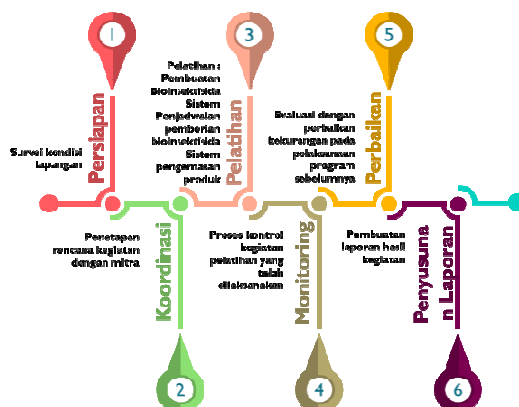 1
Persiapan
Survei kondisi
lapangan
2
Koordinasi
Penetapan
rencana kegiatan
dengan mitra
3
Pelatihan
Pelatihan :
Pembuatan
Bioinsektisida
Sistem
Penjadwalan
pemberian
bioinsektisida
Sistem
pengemasan
produk
4
Monitoring
Proses kontrol
kegiatan
pelatihan yang
telah
dilaksanakan
5
Perbaikan
Evaluasi dengan
perbaikan
kekurangan pada
pelaksanaan
program
sebelumnya
6
Penyusuna
n Laporan
Pembuatan
laporan hasil
kegiatan